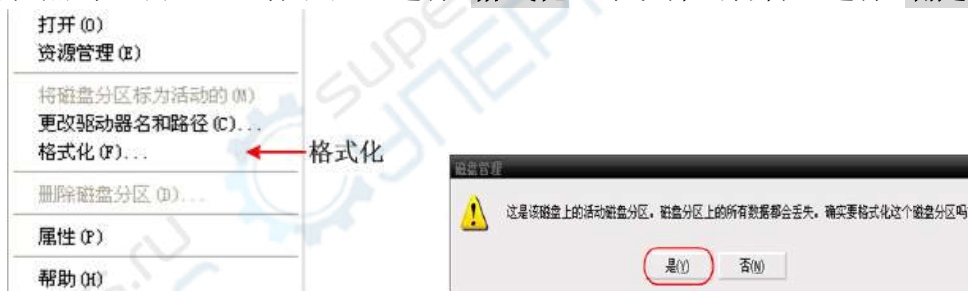 打开(O)
资源管理(E)
将磁盘分区标为活动的(M)
更改驱动器名和路径(C)...
格式化(F)...
格式化
删除磁盘分区(D)...
属性(P)
帮助(H)
磁盘管理
这是该磁盘上的活动磁盘分区。磁盘分区上的所有数据都会丢失。确实要格式化这个磁盘分区吗
是(Y)
否(N)